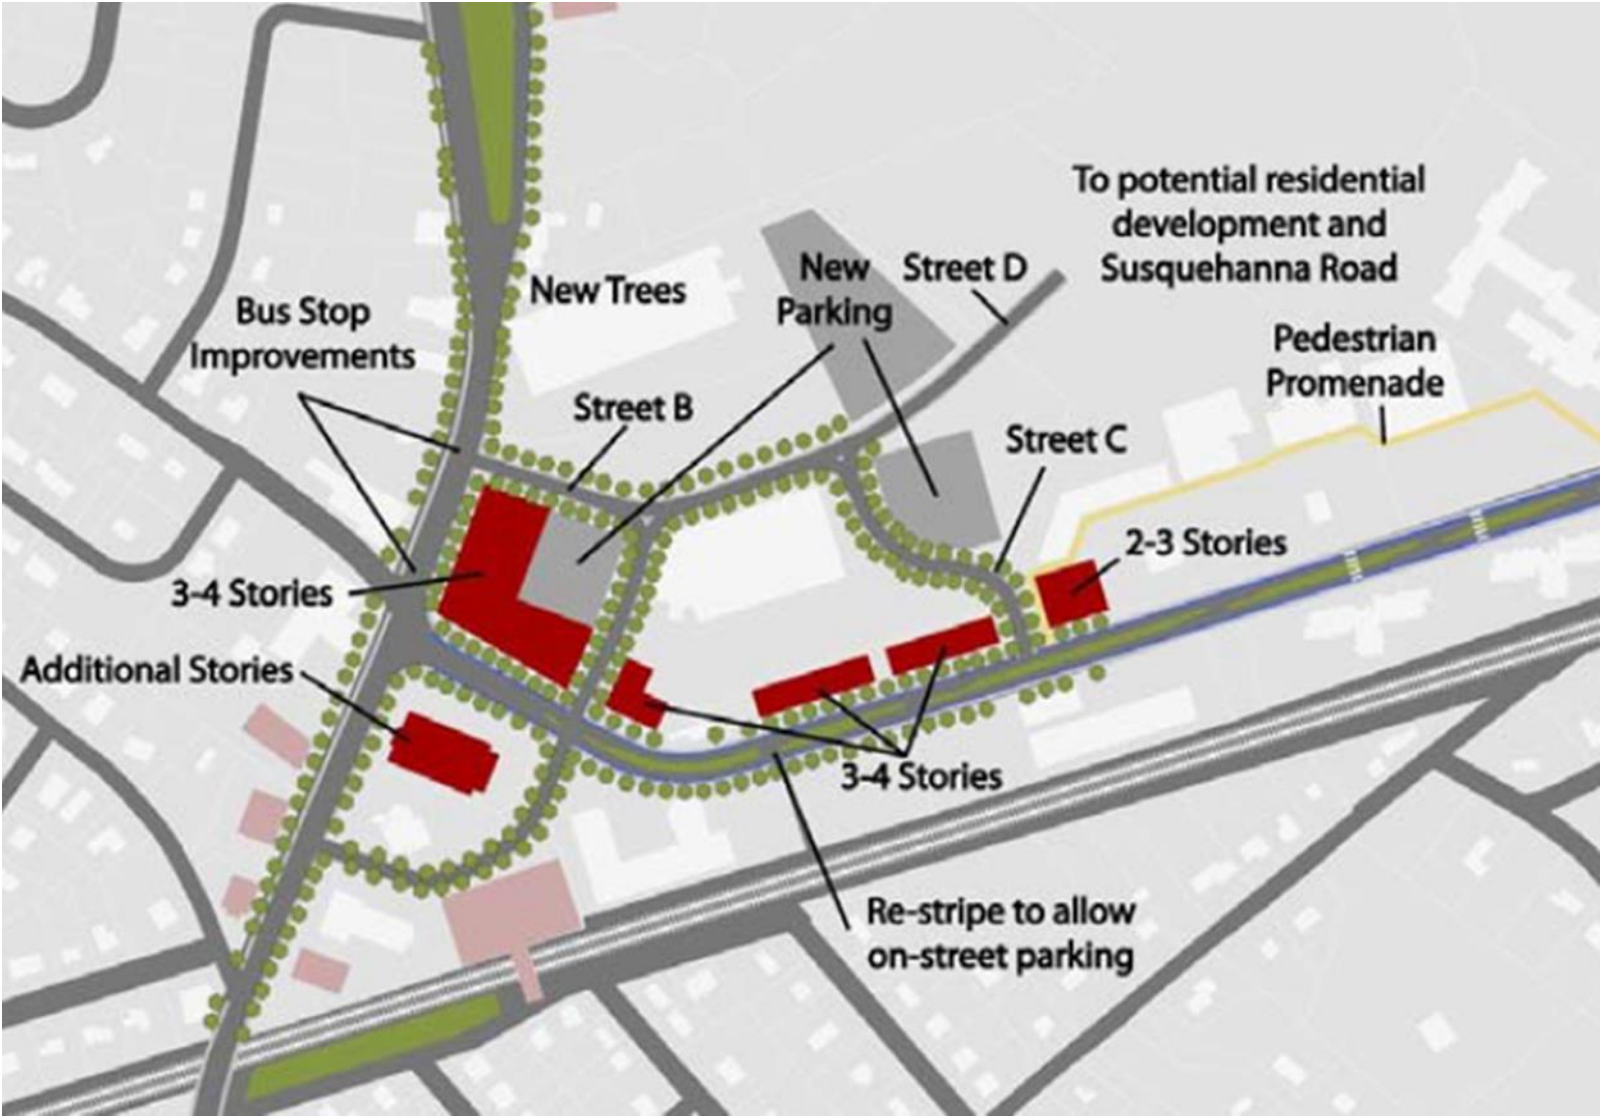 To potential residential
development and
Susquehanna Road
New
Parking
Street D
New Trees
Bus Stop
Improvements
Pedestrian
Promenade
Street B
Street C
2-3 Stories
3-4 Stories
Additional Stories
3-4 Stories
Re-stripe to allow
on-street parking